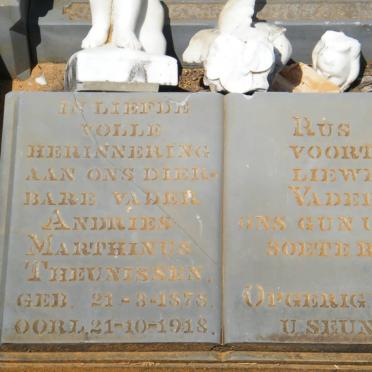 IN LIEFDE
VOLLE
HERINNERING
AAN ONS DIER-
BARE VADER
ANDRIES
MARTHINUS
THEUNISSEN.
GEB. 21-3-1873.
OORL. 21-10-1918.
RUS
VOORT
LIEWE
VADER
ONS GUN U
SOETE
OPGERIG
U. SEUN